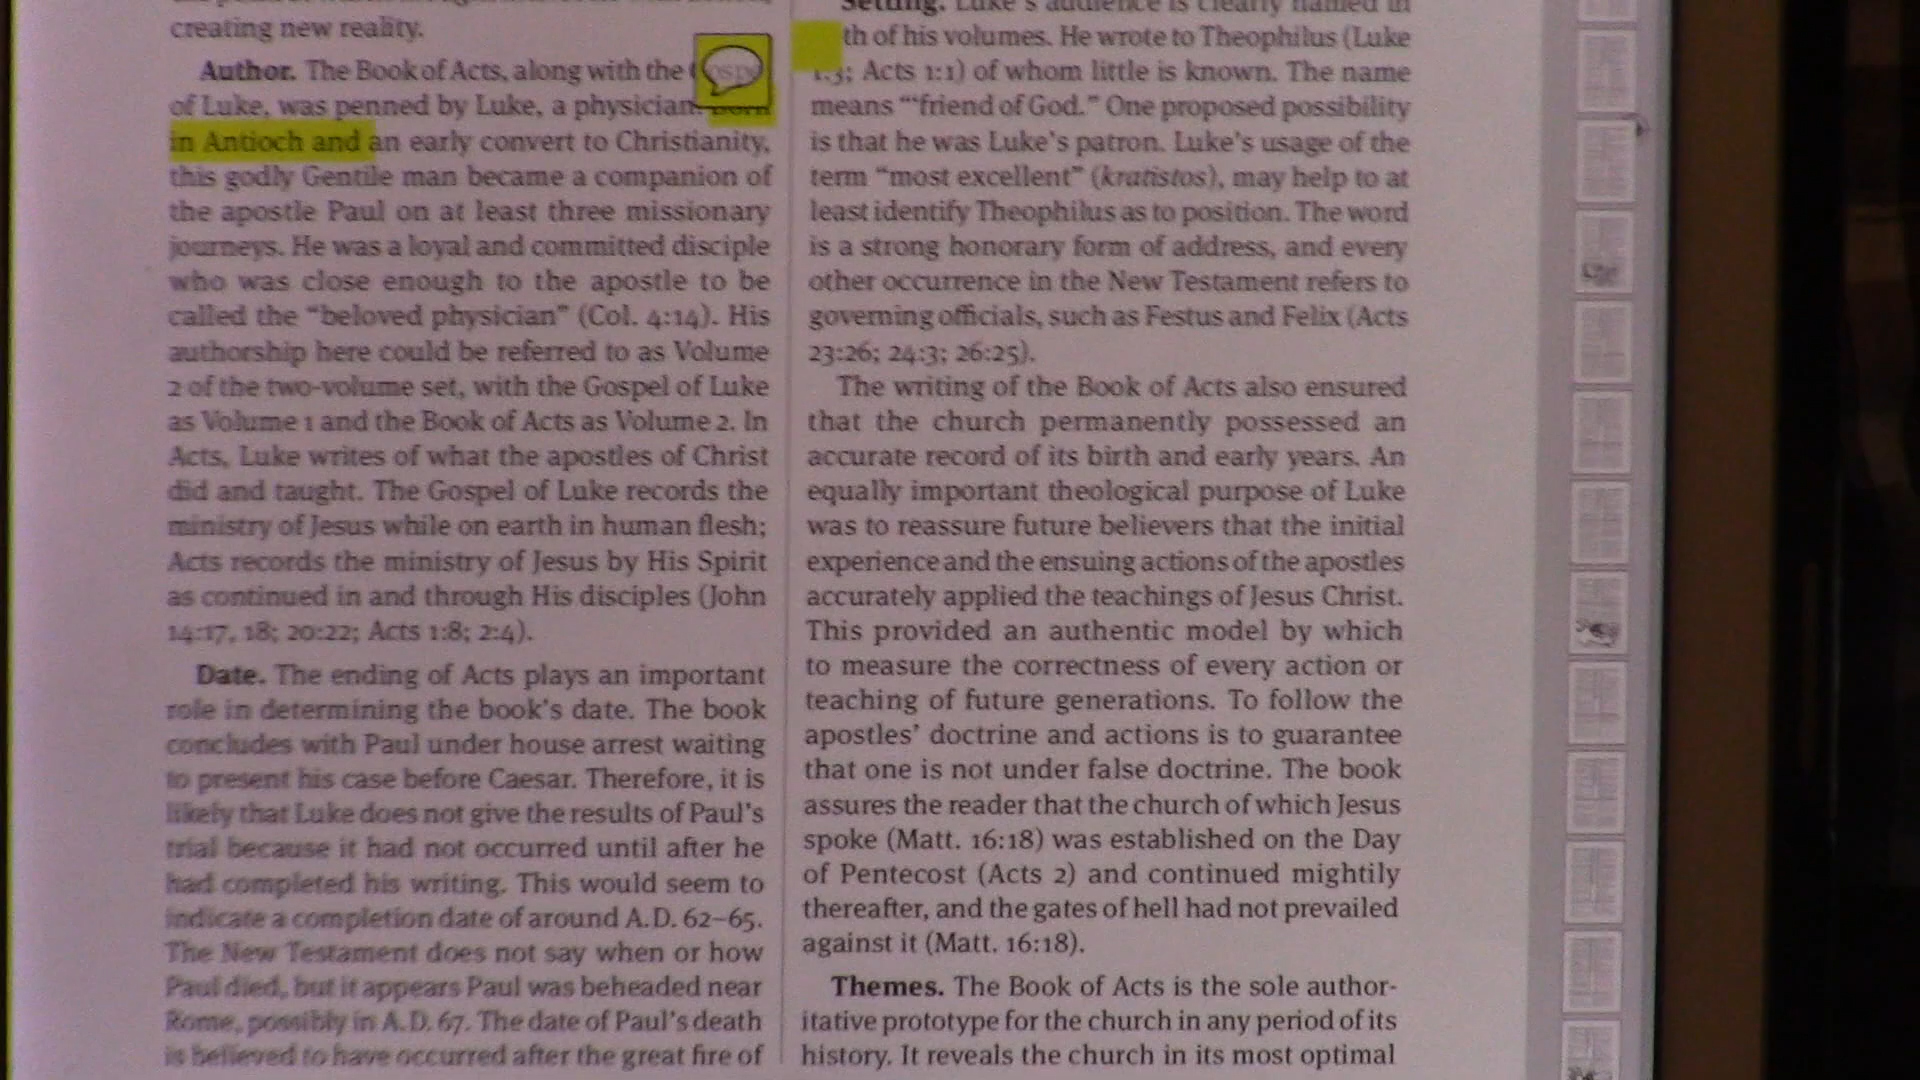 creating new reality.
Author. The Book of Acts, along with the
of Luke, was penned by Luke, a physician. Born
in Antioch and an early convert to Christianity,
this godly Gentile man became a companion of
the apostle Paul on at least three missionary
journeys. He was a loyal and committed disciple
who was close enough to the apostle to be
called the “beloved physician” (Col. 4:14). His
authorship here could be referred to as Volume
2 of the two-volume set, with the Gospel of Luke
as Volume 1 and the Book of Acts as Volume 2. In
Acts, Luke writes of what the apostles of Christ
did and taught. The Gospel of Luke records the
ministry of Jesus while on earth in human flesh;
Acts records the ministry of Jesus by His Spirit
as continued in and through His disciples (John
14:17, 18; 20:22; Acts 1:8; 2:4).
Date. The ending of Acts plays an important
role in determining the book’s date. The book
concludes with Paul under house arrest waiting
to present his case before Caesar. Therefore, it is
likely that Luke does not give the results of Paul’s
trial because it had not occurred until after he
had completed his writing. This would seem to
indicate a completion date of around A.D. 62–65.
The New Testament does not say when or how
Paul died, but it appears Paul was beheaded near
Rome, possibly in A.D. 67. The date of Paul’s death
is believed to have occurred after the great fire of
Setting. Luke’s audience is clearly named in
th of his volumes. He wrote to Theophilus (Luke
1:3; Acts 1:1) of whom little is known. The name
means “‘friend of God.” One proposed possibility
is that he was Luke’s patron. Luke’s usage of the
term “most excellent” (kratistos), may help to at
least identify Theophilus as to position. The word
is a strong honorary form of address, and every
other occurrence in the New Testament refers to
governing officials, such as Festus and Felix (Acts
23:26; 24:3; 26:25).
The writing of the Book of Acts also ensured
that the church permanently possessed an
accurate record of its birth and early years. An
equally important theological purpose of Luke
was to reassure future believers that the initial
experience and the ensuing actions of the apostles
accurately applied the teachings of Jesus Christ.
This provided an authentic model by which
to measure the correctness of every action or
teaching of future generations. To follow the
apostles’ doctrine and actions is to guarantee
that one is not under false doctrine. The book
assures the reader that the church of which Jesus
spoke (Matt. 16:18) was established on the Day
of Pentecost (Acts 2) and continued mightily
thereafter, and the gates of hell had not prevailed
against it (Matt. 16:18).
Themes. The Book of Acts is the sole author-
itative prototype for the church in any period of its
history. It reveals the church in its most optimal